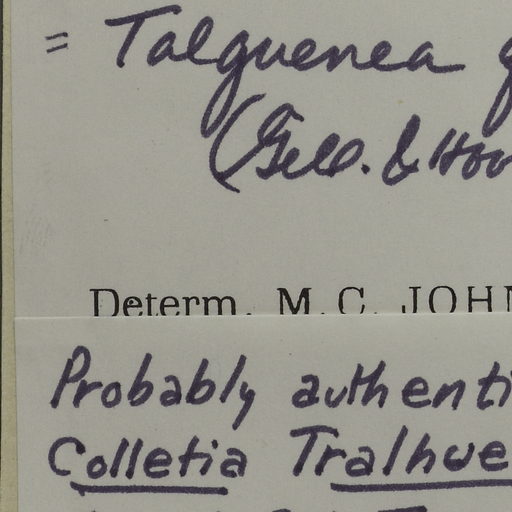 = Talguenea
(Gill. & Hoo
Determ. M.C. JOHN
Probably authenti
Colletia Tralhue